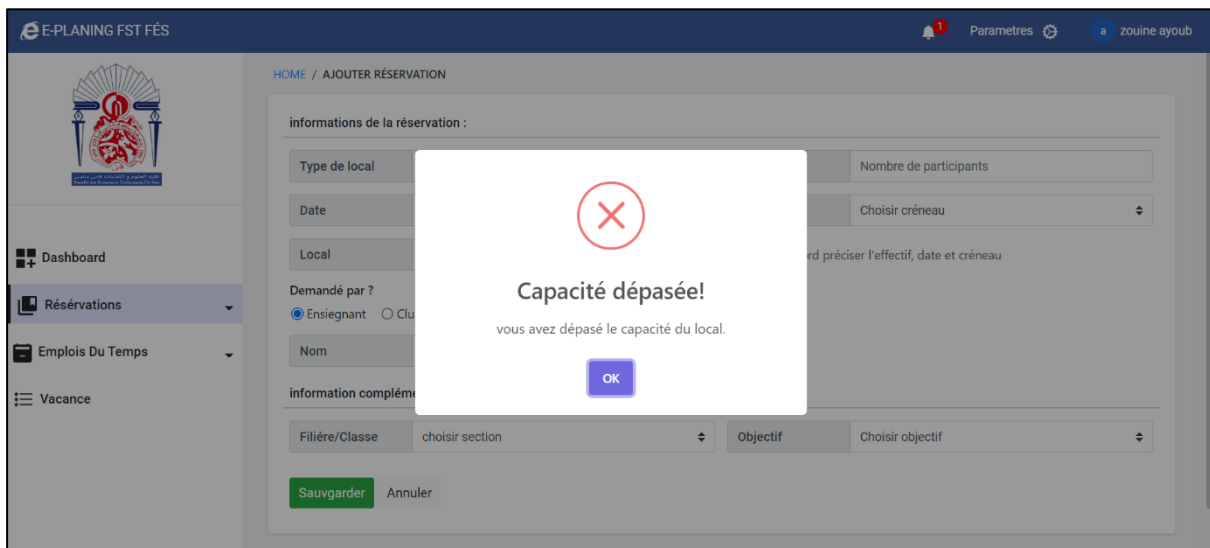 E-PLANING FST FÉS
1
Parametres
a zouine ayoub
HOME / AJOUTER RÉSERVATION
informations de la réservation :
Type de local
Nombre de participants
Date
Choisir créneau
Local
rd préciser l'effectif, date et créneau
Demandé par ?
Ensiegnant Clu
Nom
information compléme
Filiére/Classe choisir section Objectif Choisir objectif
Sauvgarder Annuler
Dashboard
Résérvations
Emplois Du Temps
Vacance
Capacité dépasée!
vous avez dépasé le capacité du local.
OK